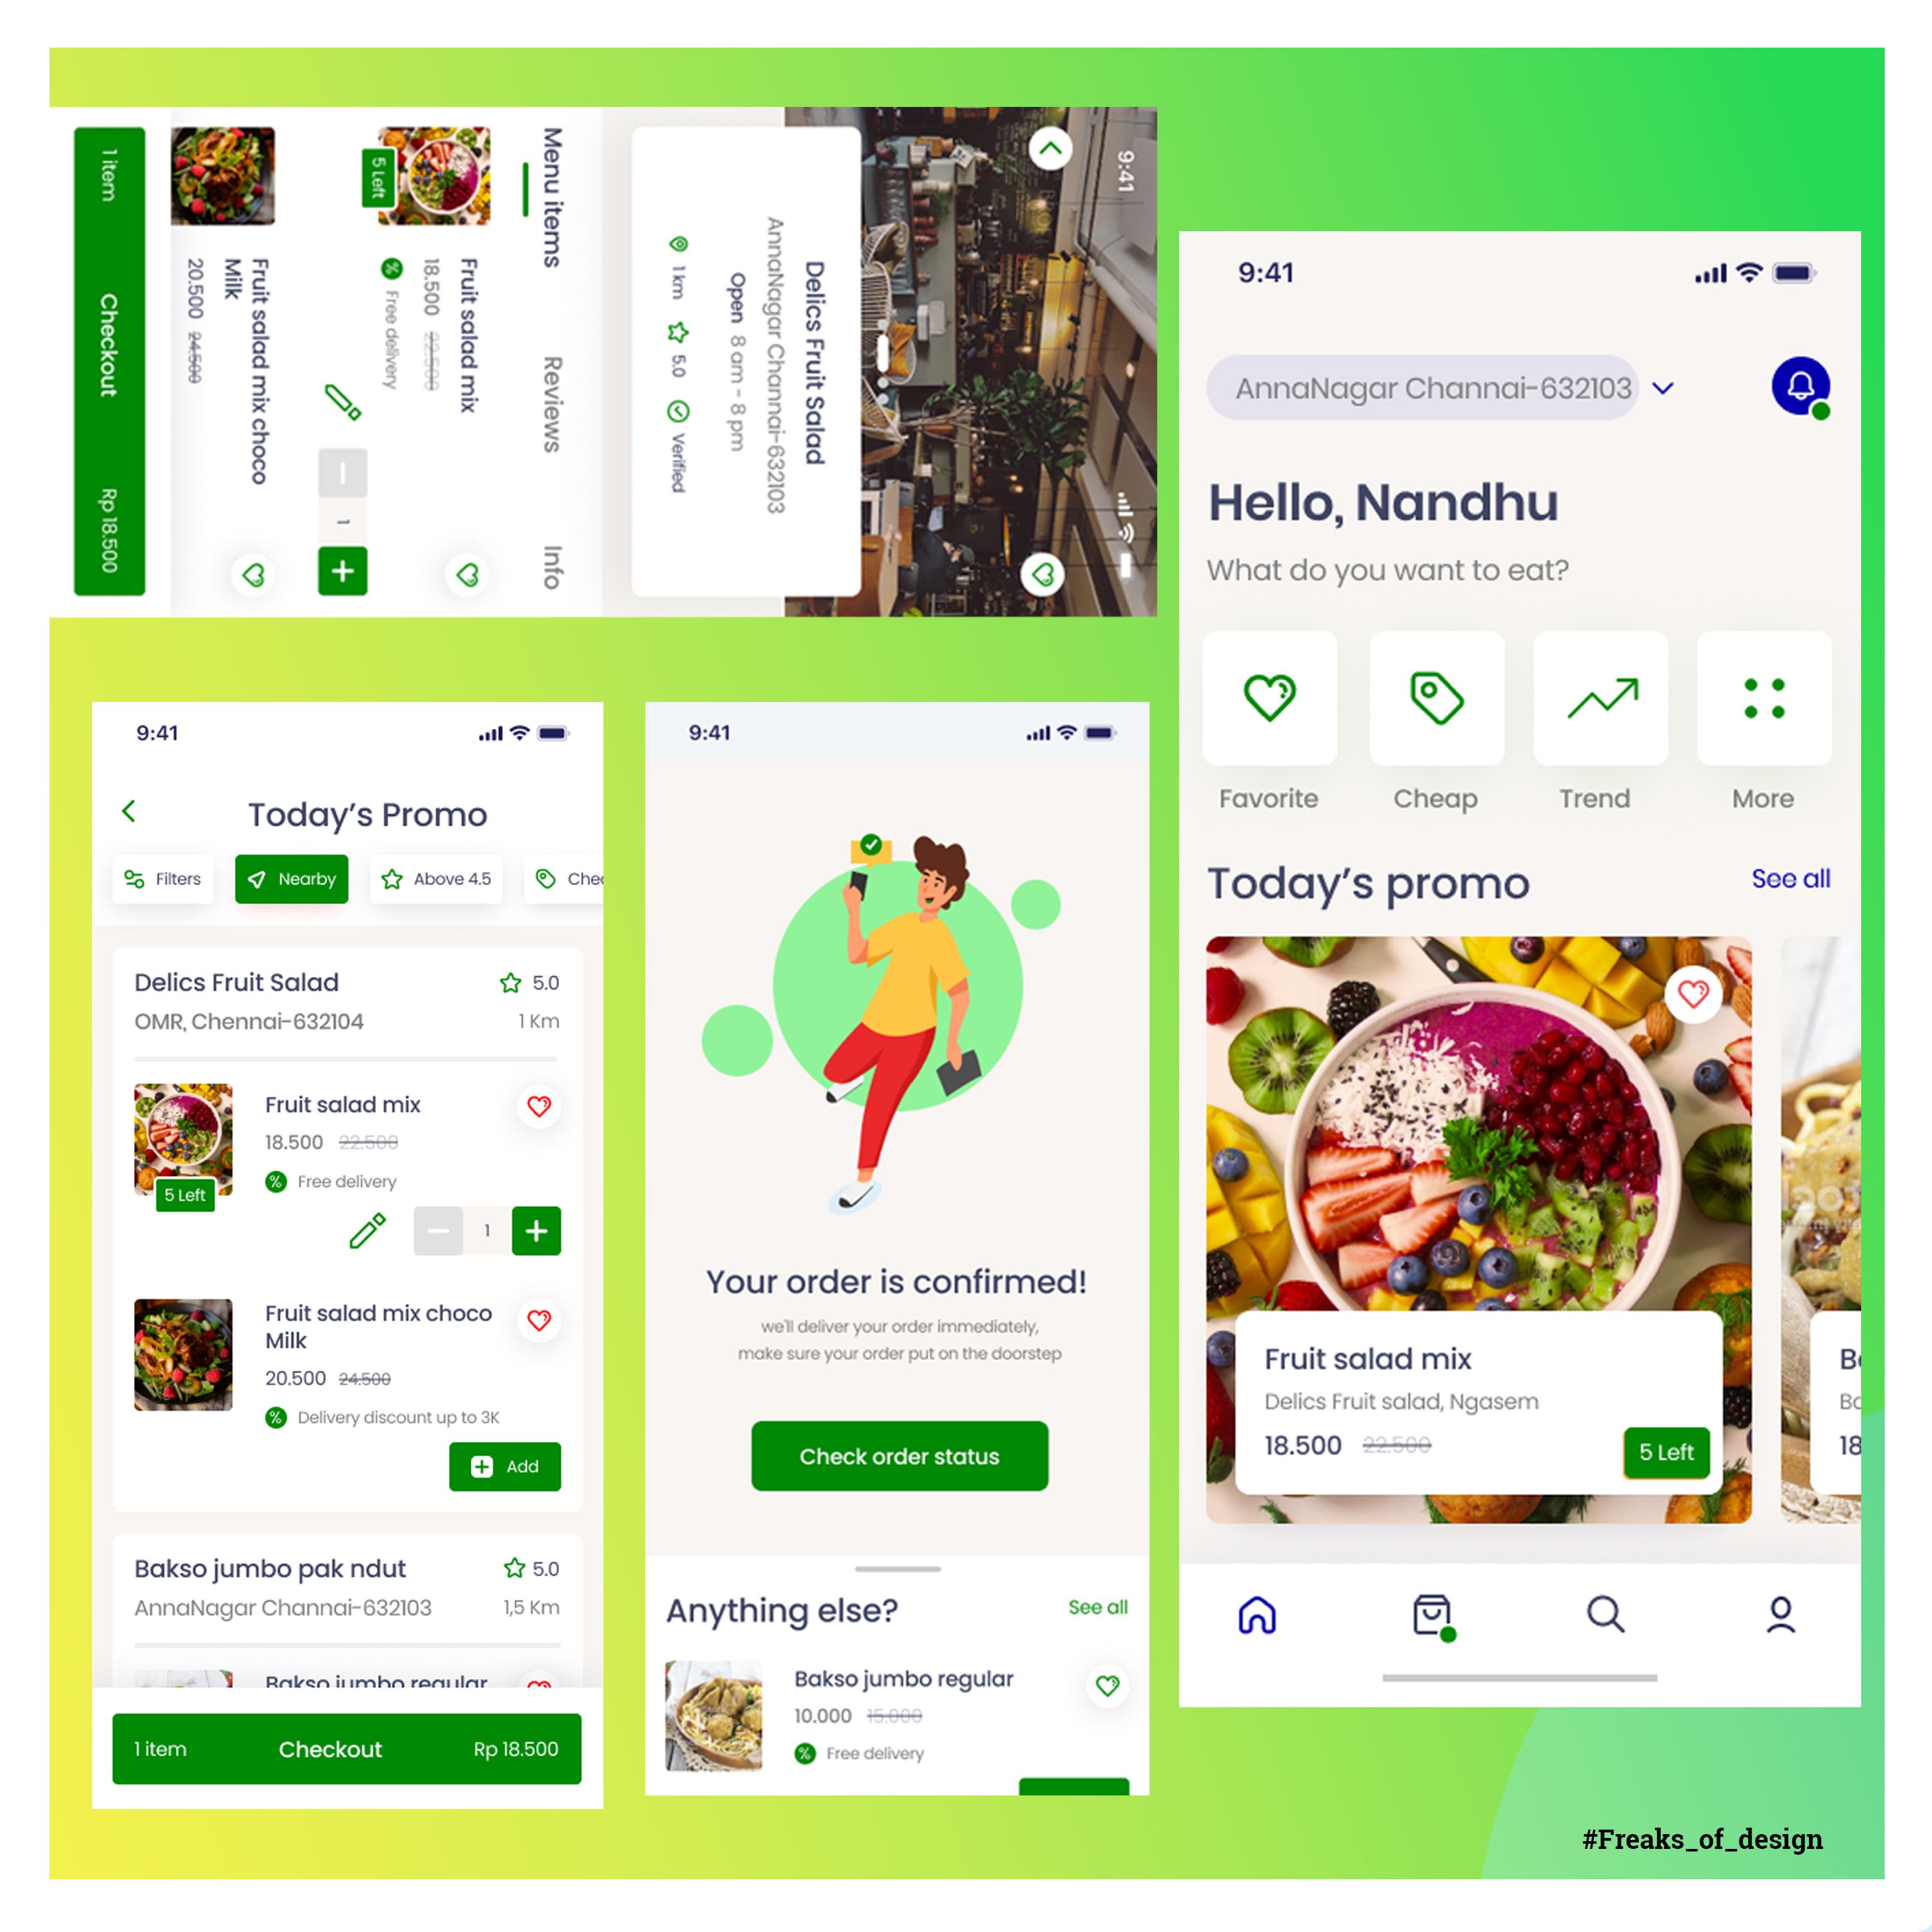 9:41
Delics Fruit Salad
AnnaNagar Channai-632103
Open 8 am - 8 pm
1 km 5.0 Verified
Menu items Reviews Info
5 Left
Fruit salad mix
18.500 22.500
Free delivery
1
Fruit salad mix choco
Milk
20.500 24.500
1 item Checkout Rp 18.500
9:41
Today's Promo
Filters Nearby Above 4.5
Delics Fruit Salad 5.0
OMR, Chennai-632104 1 Km
Fruit salad mix
18.500 22.500
Free delivery
5 Left
1
Fruit salad mix choco
Milk
20.500 24.500
Delivery discount up to 3K
Add
Bakso jumbo pak ndut 5.0
AnnaNagar Channai-632103 1,5 Km
Bakso jumbo regular
1 item Checkout Rp 18.500
9:41
Your order is confirmed!
we'll deliver your order immediately,
make sure your order put on the doorstep
Check order status
Anything else? See all
Bakso jumbo regular
10.000 15.000
Free delivery
9:41
AnnaNagar Channai-632103
Hello, Nandhu
What do you want to eat?
Favorite Cheap Trend More
Today's promo See all
Fruit salad mix
Delics Fruit salad, Ngasem
18.500 22.500
5 Left
18
#Freaks_of_design